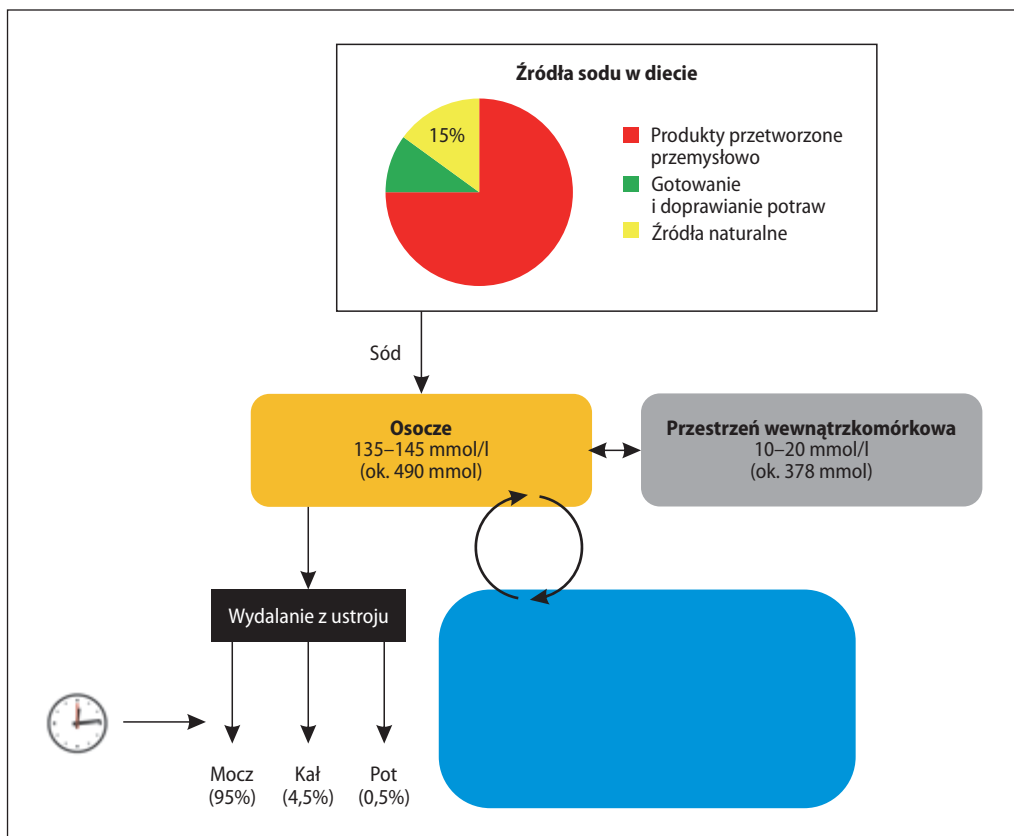 Źródła sodu w diecie
15%
Produkty przetworzone
przemysłowo
Gotowanie
i doprawianie potraw
Źródła naturalne
Sód
Osocze
135–145 mmol/l
(ok. 490 mmol)
Przestrzeń wewnątrzkomórkowa
10–20 mmol/l
(ok. 378 mmol)
Wydalanie z ustroju
Mocz
(95%)
Kał
(4,5%)
Pot
(0,5%)